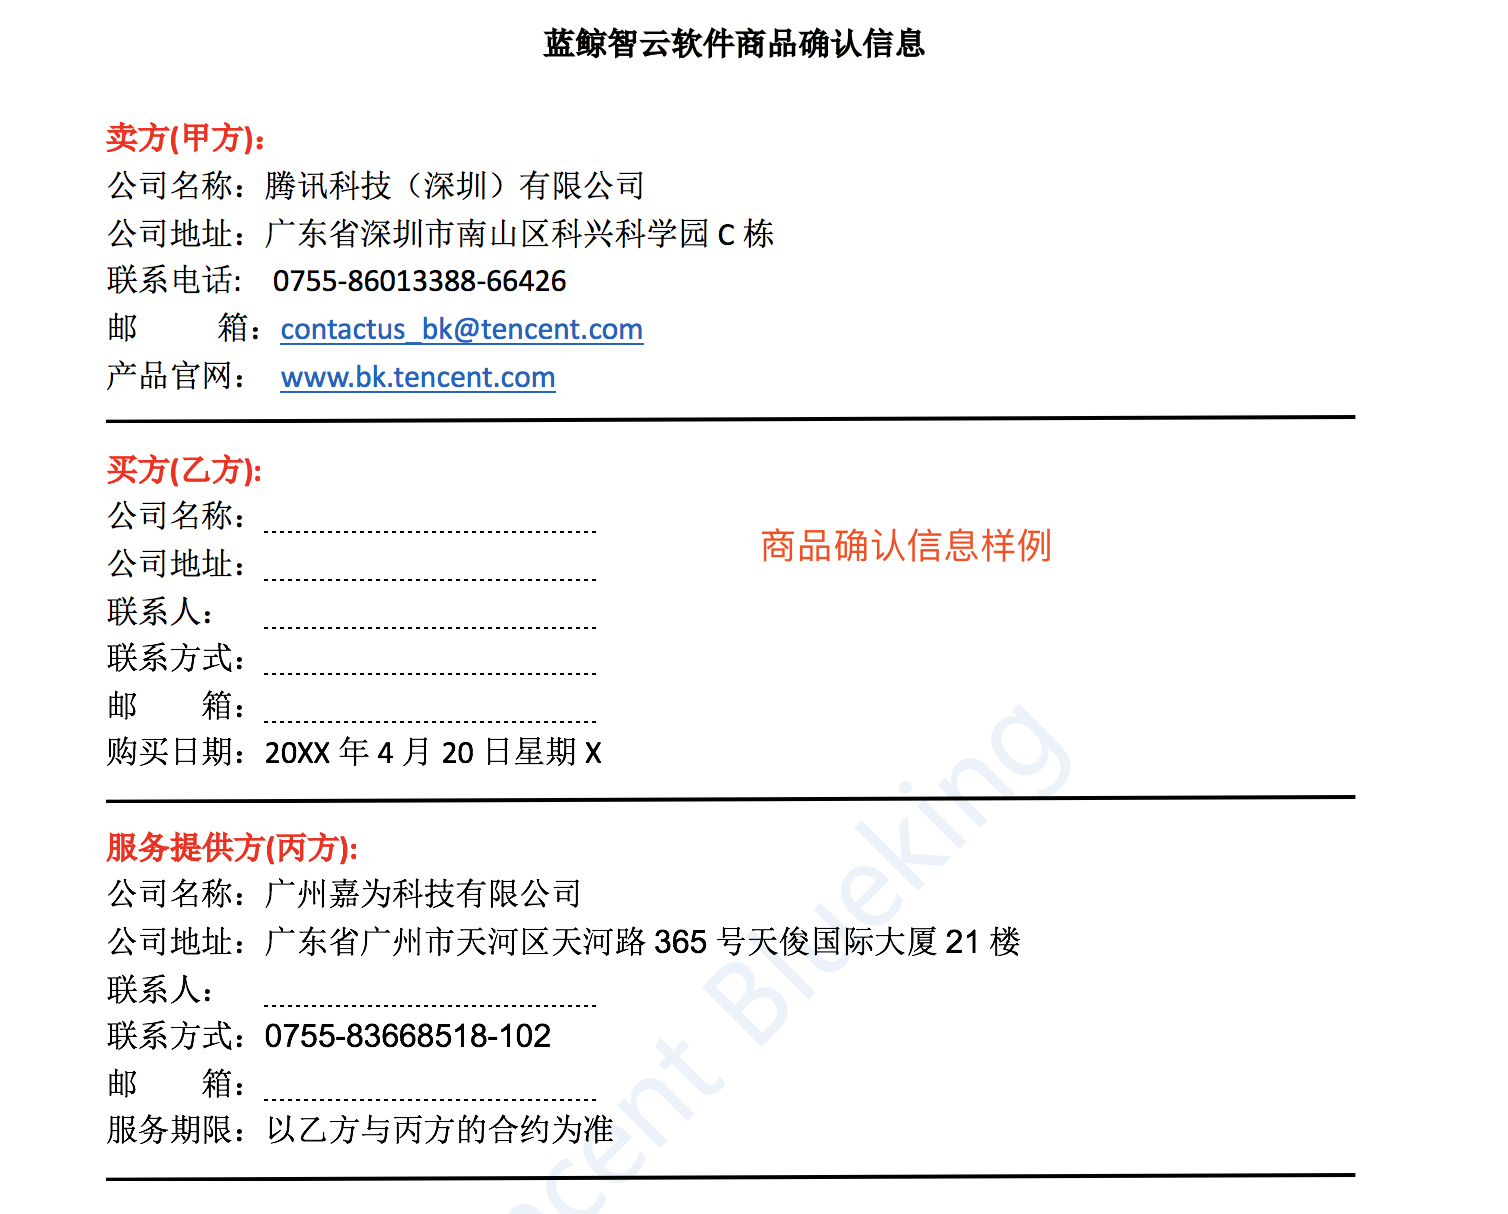 蓝鲸智云软件商品确认信息
卖方(甲方):
公司名称：腾讯科技（深圳）有限公司
公司地址：广东省深圳市南山区科兴科学园 C 栋
联系电话: 0755-86013388-66426
邮 箱：contactus_bk@tencent.com
产品官网： www.bk.tencent.com
买方(乙方):
公司名称：
商品确认信息样例
公司地址：
联系人：
联系方式：
邮 箱：
购买日期：20XX 年 4 月 20 日星期 X
服务提供方(丙方):
公司名称：广州嘉为科技有限公司
公司地址：广东省广州市天河区天河路 365 号天俊国际大厦 21 楼
联系人：
联系方式：0755-83668518-102
邮 箱：
服务期限：以乙方与丙方的合约为准
ncent Blueking